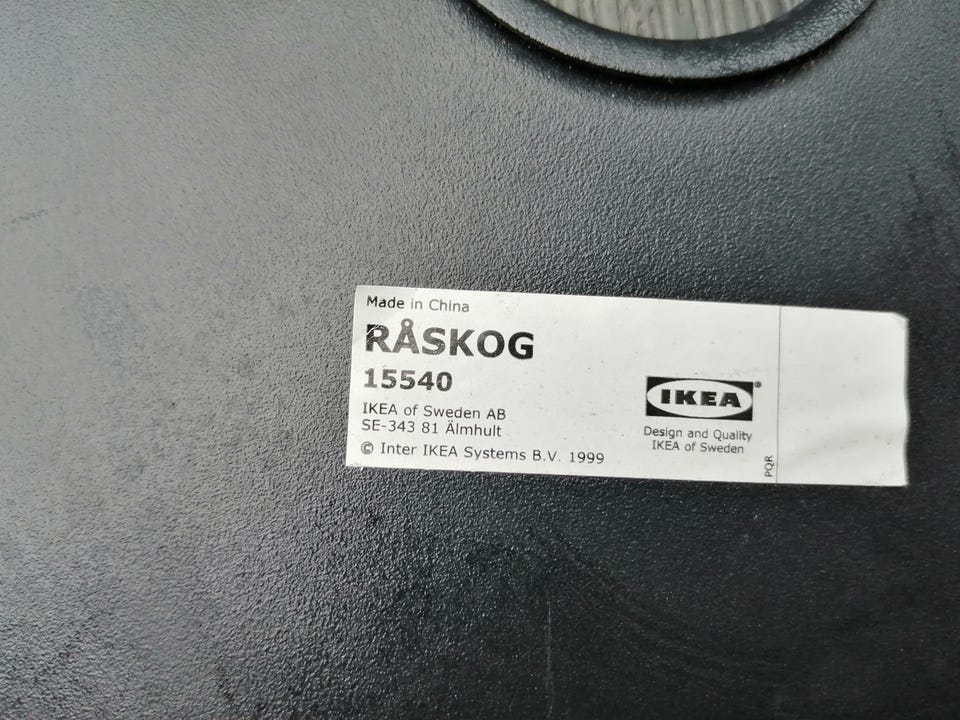 Made in China
RÅSKOG
15540
IKEA of Sweden AB
SE-343 81 Älmhult
© Inter IKEA Systems B.V. 1999
IKEA®
Design and Quality
IKEA of Sweden
PQR